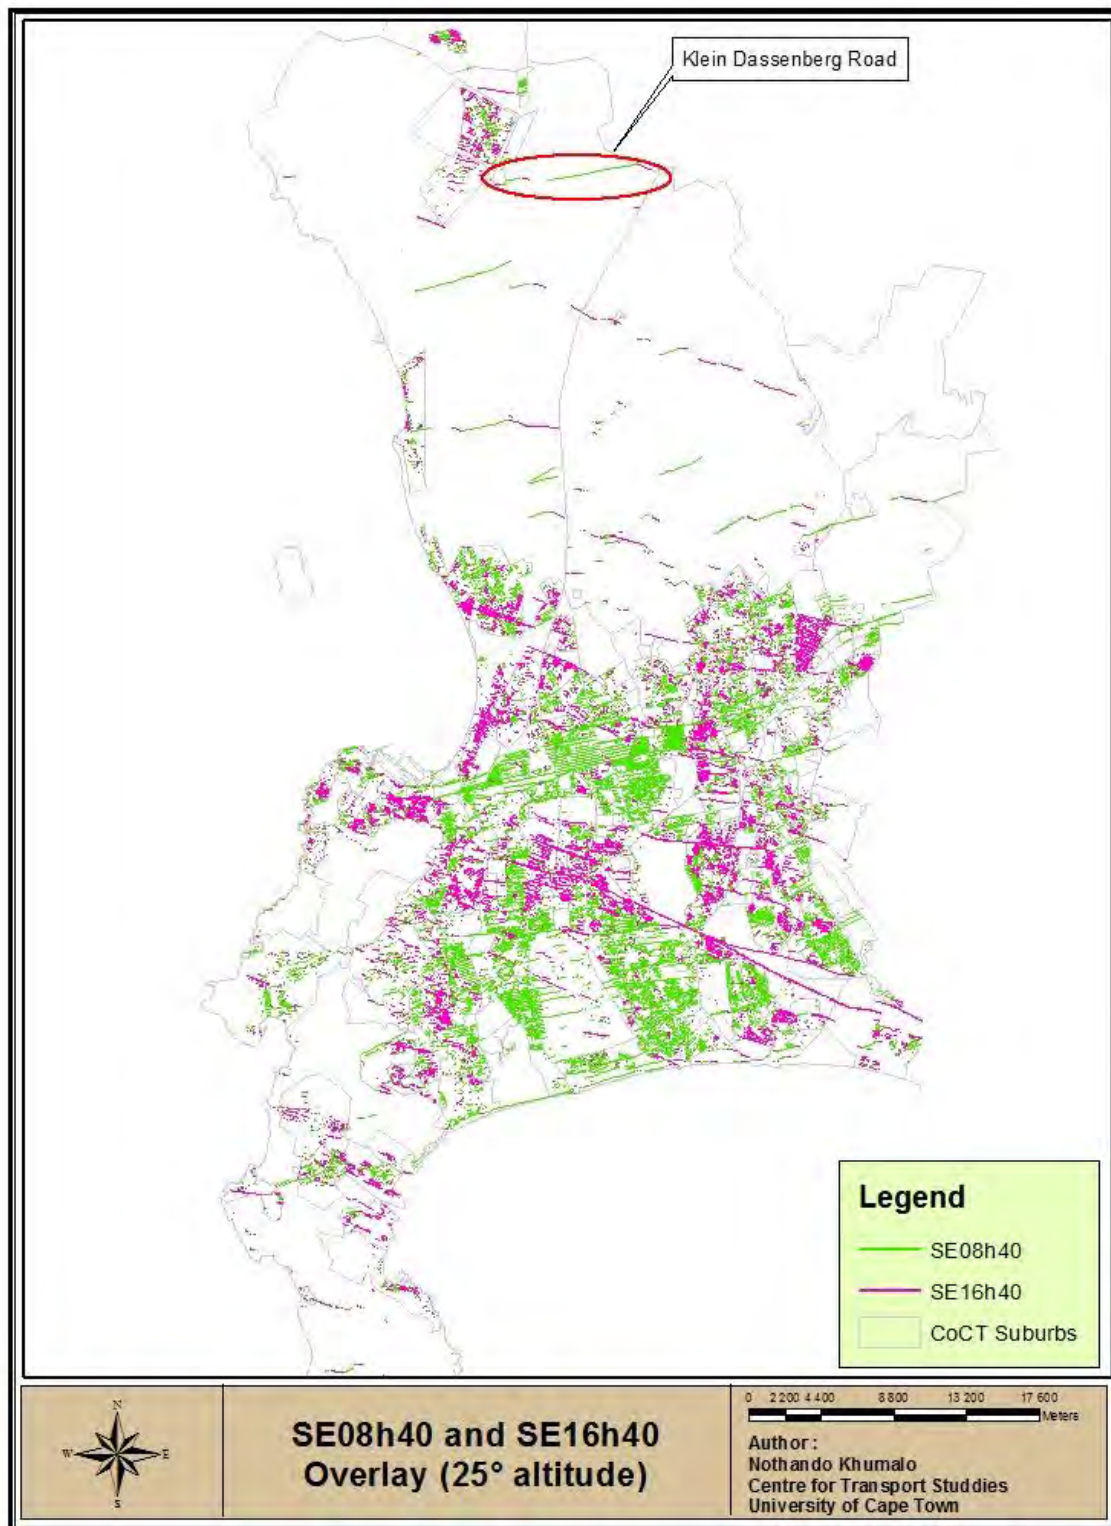 Klein Dassenberg Road
Legend
SE08h40
SE16h40
CoCT Suburbs
N
W
E
S
SE08h40 and SE16h40
Overlay (25° altitude)
0 2 200 4 400 8 800 13 200 17 600
Meters
Author :
Nothando Khumalo
Centre for Transport Studdies
University of Cape Town